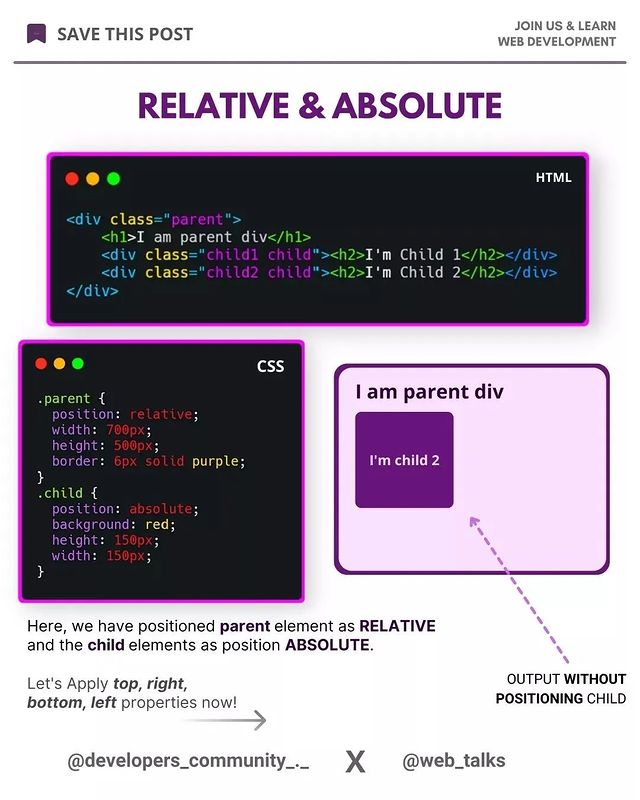 SAVE THIS POST
JOIN US & LEARN
WEB DEVELOPMENT
RELATIVE & ABSOLUTE
HTML
<div class="parent">
    <h1>I am parent div</h1>
    <div class="child1 child"><h2>I'm Child 1</h2></div>
    <div class="child2 child"><h2>I'm Child 2</h2></div>
</div>
CSS
.parent {
  position: relative;
  width: 700px;
  height: 500px;
  border: 6px solid purple;
}
.child {
  position: absolute;
  background: red;
  height: 150px;
  width: 150px;
}
I am parent div
I'm child 2
Here, we have positioned parent element as RELATIVE
and the child elements as position ABSOLUTE.
Let's Apply top, right,
bottom, left properties now!
OUTPUT WITHOUT
POSITIONING CHILD
@developers_community_._ X @web_talks